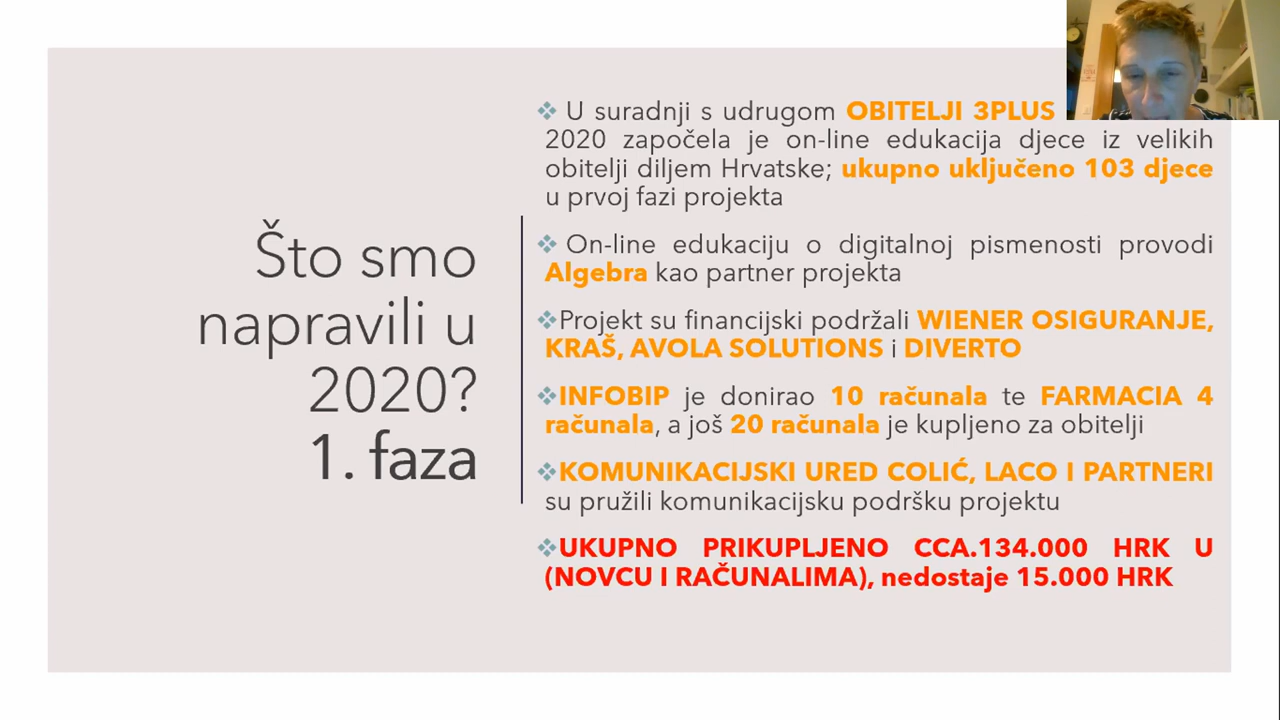 Što smo
napravili u
2020?
1. faza
❖ U suradnji s udrugom OBITELJI 3PLUS
2020 započela je on-line edukacija djece iz velikih
obitelji diljem Hrvatske; ukupno uključeno 103 djece
u prvoj fazi projekta
❖ On-line edukaciju o digitalnoj pismenosti provodi
Algebra kao partner projekta
❖Projekt su financijski podržali WIENER OSIGURANJE,
KRAŠ, AVOLA SOLUTIONS i DIVERTO
❖INFOBIP je donirao 10 računala te FARMACIA 4
računala, a još 20 računala je kupljeno za obitelji
❖KOMUNIKACIJSKI URED COLIĆ, LACO I PARTNERI
su pružili komunikacijsku podršku projektu
❖UKUPNO PRIKUPLJENO CCA.134.000 HRK U
(NOVCU I RAČUNALIMA), nedostaje 15.000 HRK